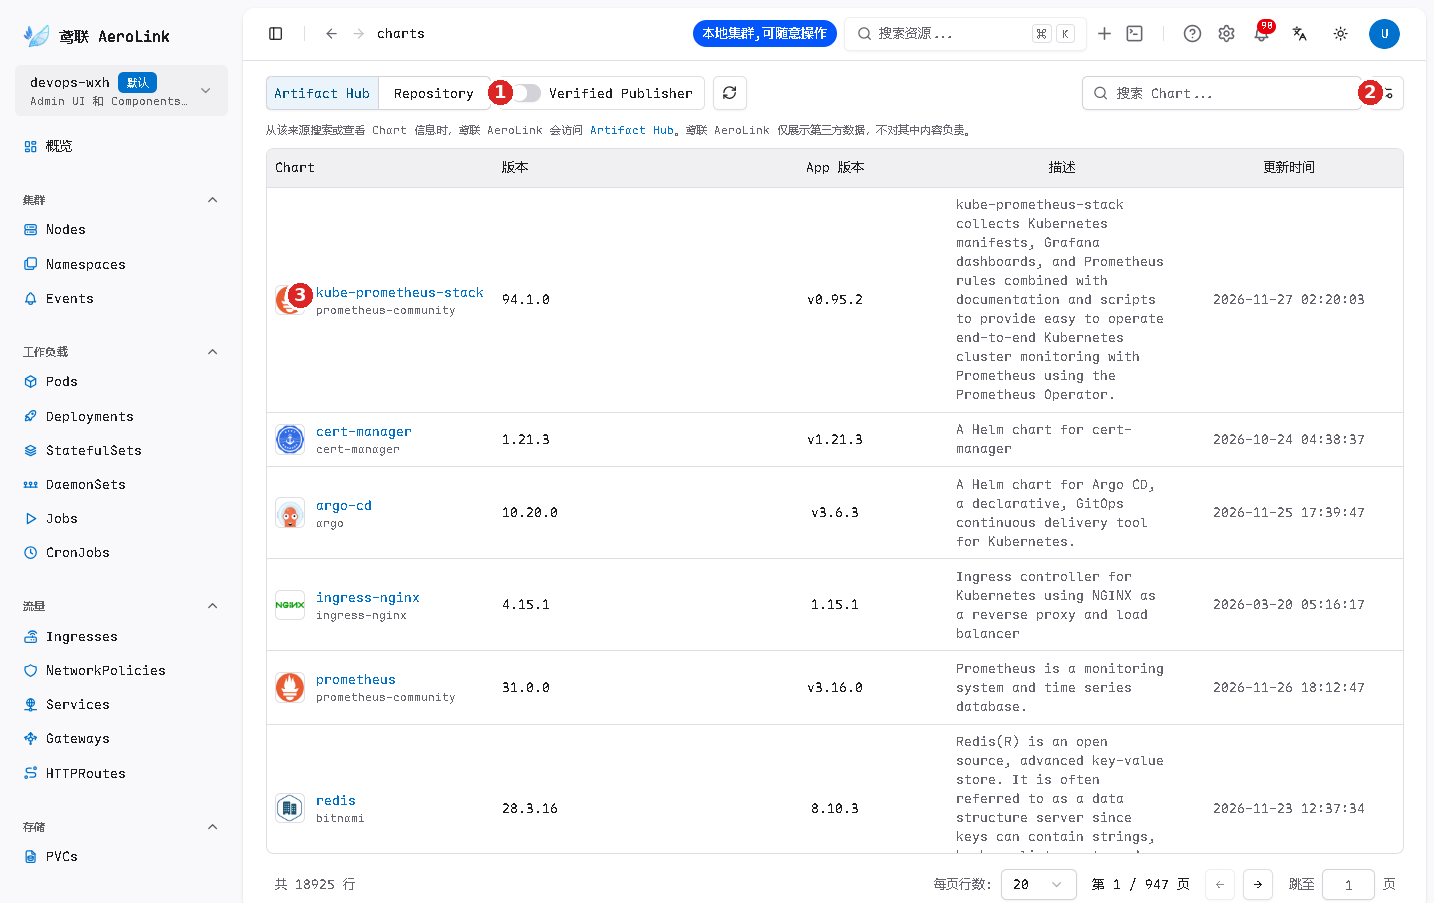 鸢联 AeroLink
devops-wxh 默认
Admin UI 和 Components…
概览
集群
Nodes
Namespaces
Events
工作负载
Pods
Deployments
StatefulSets
DaemonSets
Jobs
CronJobs
流量
Ingresses
NetworkPolicies
Services
Gateways
HTTPRoutes
存储
PVCs
charts
本地集群,可随意操作
搜索资源... ⌘ K
90
U
Artifact Hub Repository 1 Verified Publisher
搜索 Chart... 2
从该来源搜索或查看 Chart 信息时, 鸢联 AeroLink 会访问 Artifact Hub。鸢联 AeroLink 仅展示第三方数据, 不对其中内容负责。
Chart 版本 App 版本 描述 更新时间
3 kube-prometheus-stack
prometheus-community
94.1.0 v0.95.2
kube-prometheus-stack
collects Kubernetes
manifests, Grafana
dashboards, and Prometheus
rules combined with
documentation and scripts
to provide easy to operate
end-to-end Kubernetes
cluster monitoring with
Prometheus using the
Prometheus Operator.
2026-11-27 02:20:03
cert-manager
cert-manager
1.21.3 v1.21.3
A Helm chart for cert-
manager
2026-10-24 04:38:37
argo-cd
argo
10.20.0 v3.6.3
A Helm chart for Argo CD,
a declarative, GitOps
continuous delivery tool
for Kubernetes.
2026-11-25 17:39:47
NGINX
ingress-nginx
ingress-nginx
4.15.1 1.15.1
Ingress controller for
Kubernetes using NGINX as
a reverse proxy and load
balancer
2026-03-20 05:16:17
prometheus
prometheus-community
31.0.0 v3.16.0
Prometheus is a monitoring
system and time series
database.
2026-11-26 18:12:47
redis
bitnami
28.3.16 8.10.3
Redis(R) is an open
source, advanced key-value
store. It is often
referred to as a data
structure server since
keys can contain strings,
2026-11-23 12:37:34
共 18925 行
每页行数: 20 第 1 / 947 页 ← → 跳至 1 页